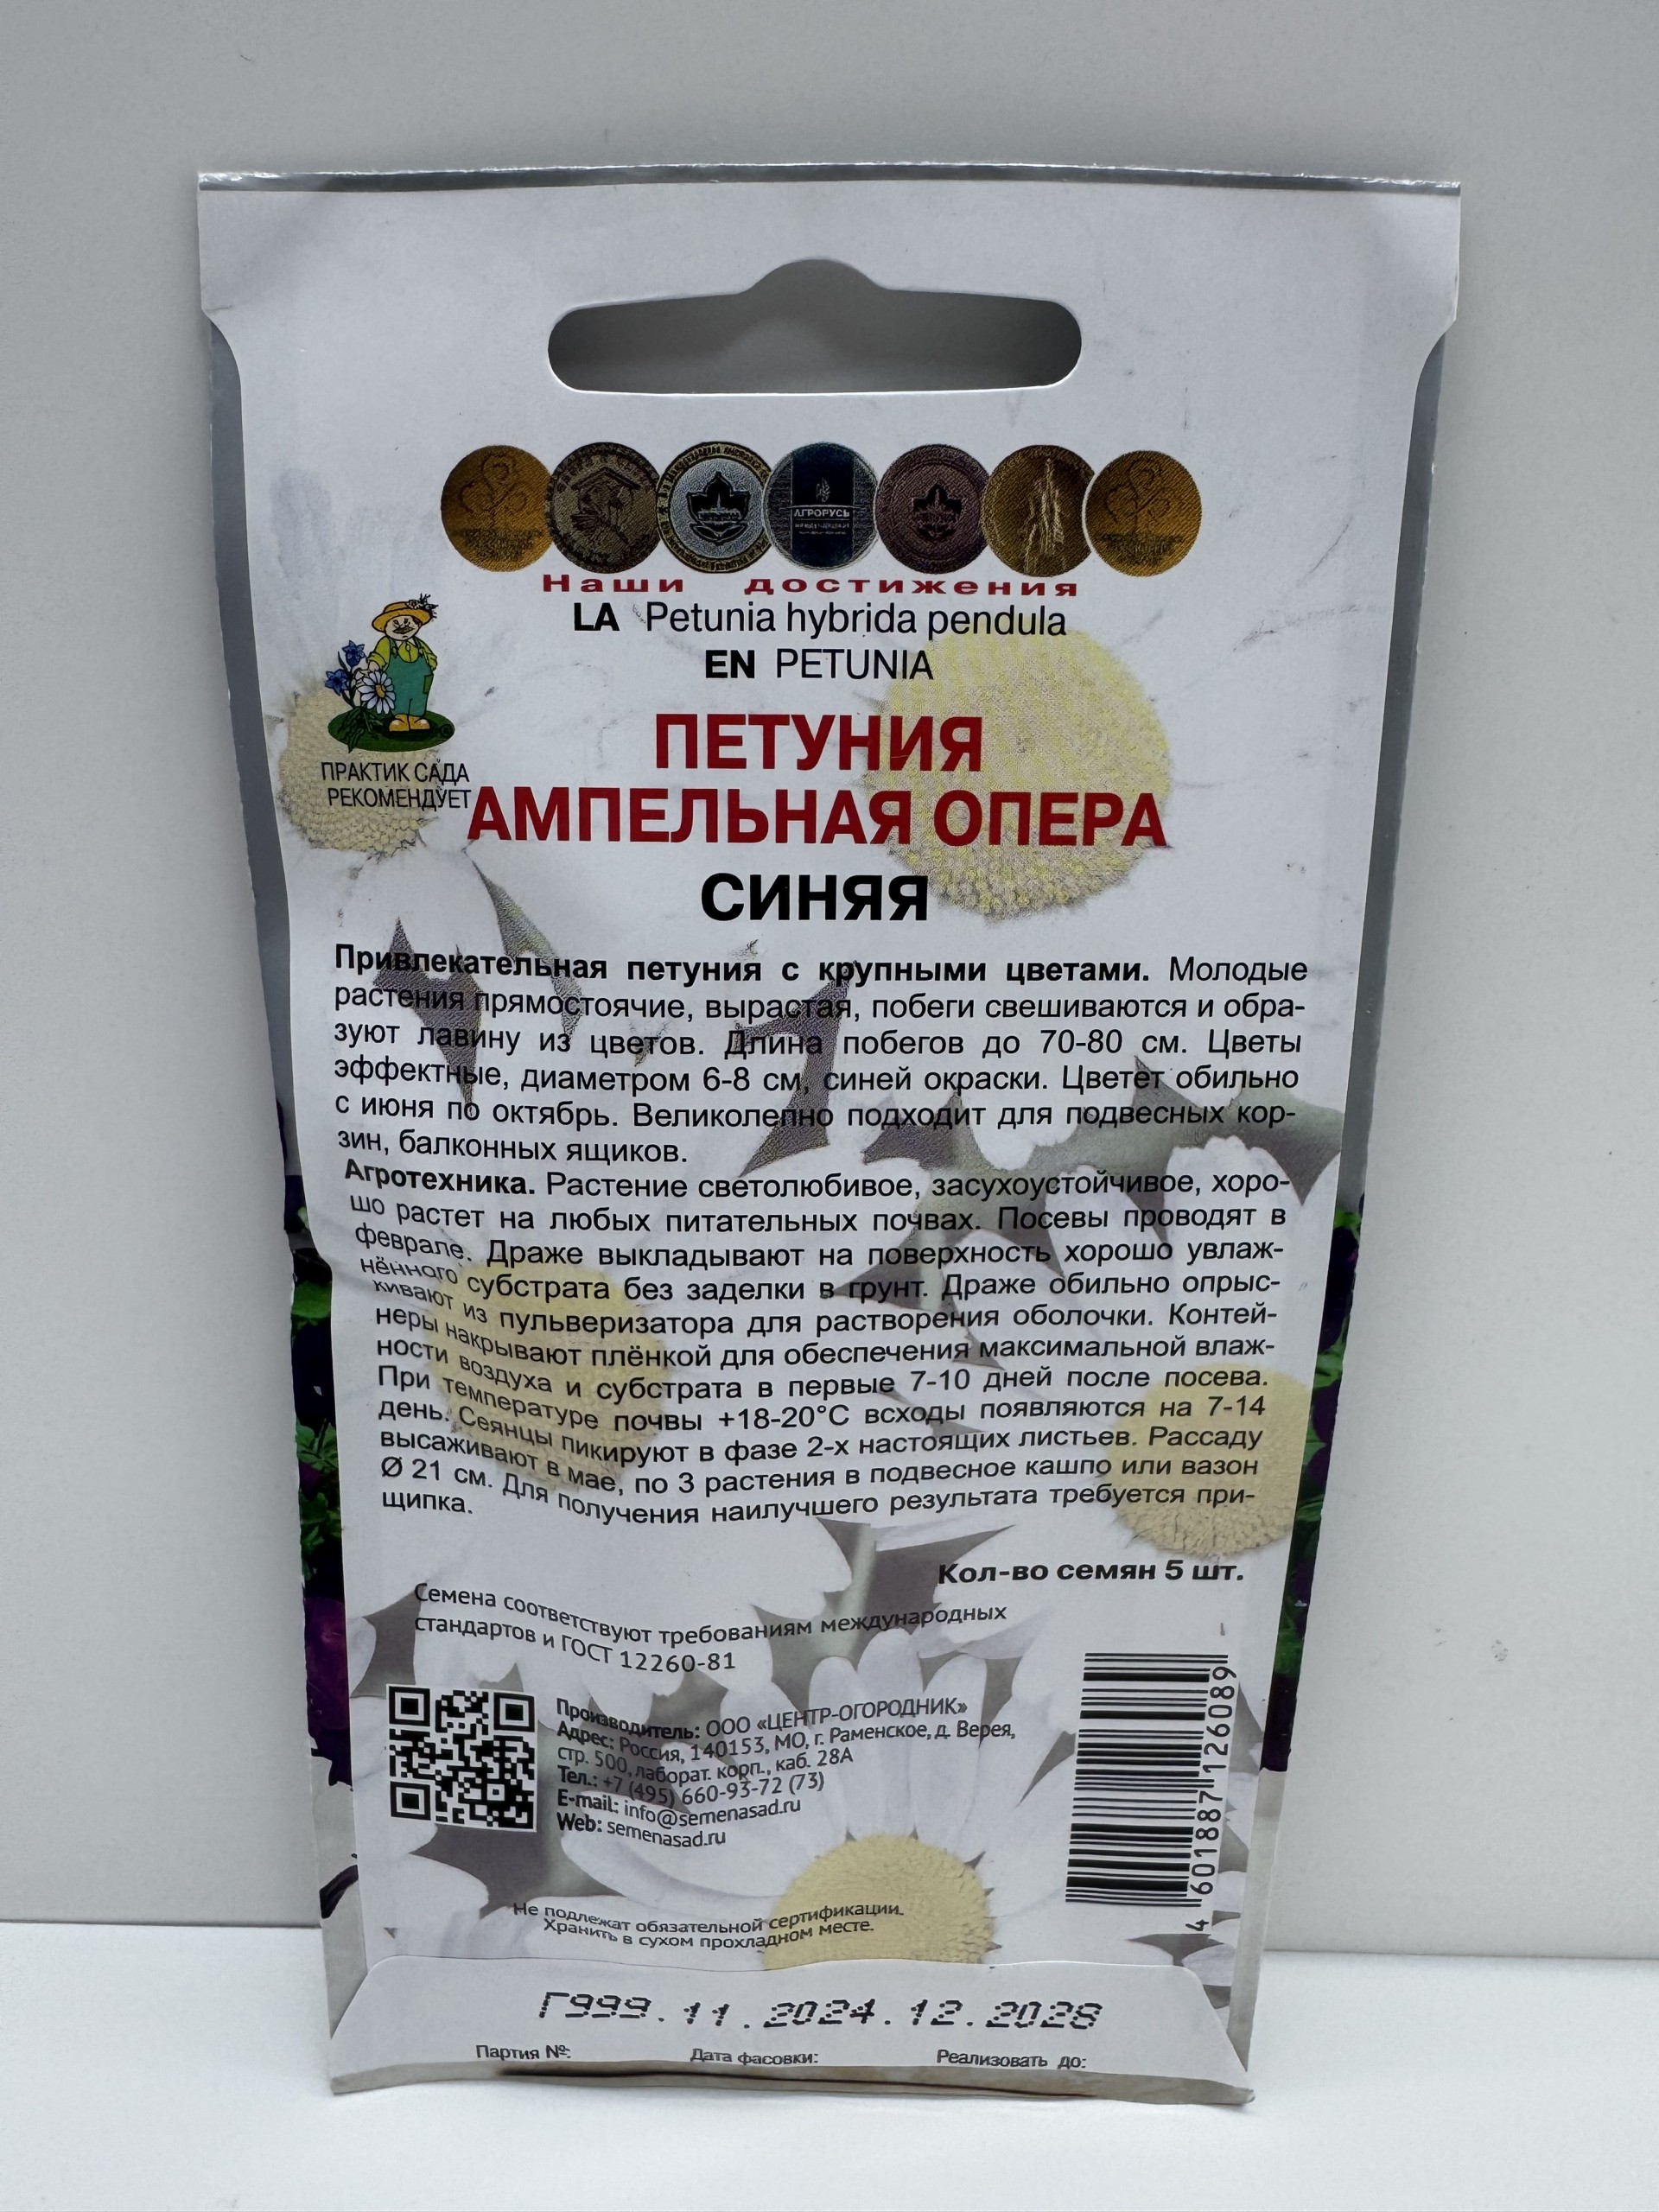 АГРОРУСЬ
Наши достижения
LA Petunia hybrida pendula
EN PETUNIA
ПРАКТИК САДА
РЕКОМЕНДУЕТ
ПЕТУНИЯ
АМПЕЛЬНАЯ ОПЕРА
СИНЯЯ
Привлекательная петуния с крупными цветами. Молодые
растения прямостоячие, вырастая, побеги свешиваются и обра-
зуют лавину из цветов. Длина побегов до 70-80 см. Цветы
эффектные, диаметром 6-8 см, синей окраски. Цветет обильно
с июня по октябрь. Великолепно подходит для подвесных кор-
зин, балконных ящиков.
Агротехника. Растение светолюбивое, засухоустойчивое, хоро-
шо растет на любых питательных почвах. Посевы проводят в
феврале. Драже выкладывают на поверхность хорошо увлаж-
нённого субстрата без заделки в грунт. Драже обильно опрыс-
кивают из пульверизатора для растворения оболочки. Контей-
неры накрывают плёнкой для обеспечения максимальной влаж-
ности воздуха и субстрата в первые 7-10 дней после посева.
При температуре почвы +18-20°С всходы появляются на 7-14
день. Сеянцы пикируют в фазе 2-х настоящих листьев. Рассаду
высаживают в мае, по 3 растения в подвесное кашпо или вазон
Ø 21 см. Для получения наилучшего результата требуется при-
щипка.
Кол-во семян 5 шт.
Семена соответствуют требованиям международных
стандартов и ГОСТ 12260-81
Производитель: ООО «ЦЕНТР-ОГОРОДНИК»
Адрес: Россия, 140153, МО, г. Раменское, д. Верея,
стр. 500, лаборат. корп., каб. 28А
Тел.: +7 (495) 660-93-72 (73)
E-mail: info@semenasad.ru
Web: semenasad.ru
4 601887 126089
Не подлежат обязательной сертификации.
Хранить в сухом прохладном месте.
Г999.11.2024.12.2028
Партия №: Дата фасовки: Реализовать до: